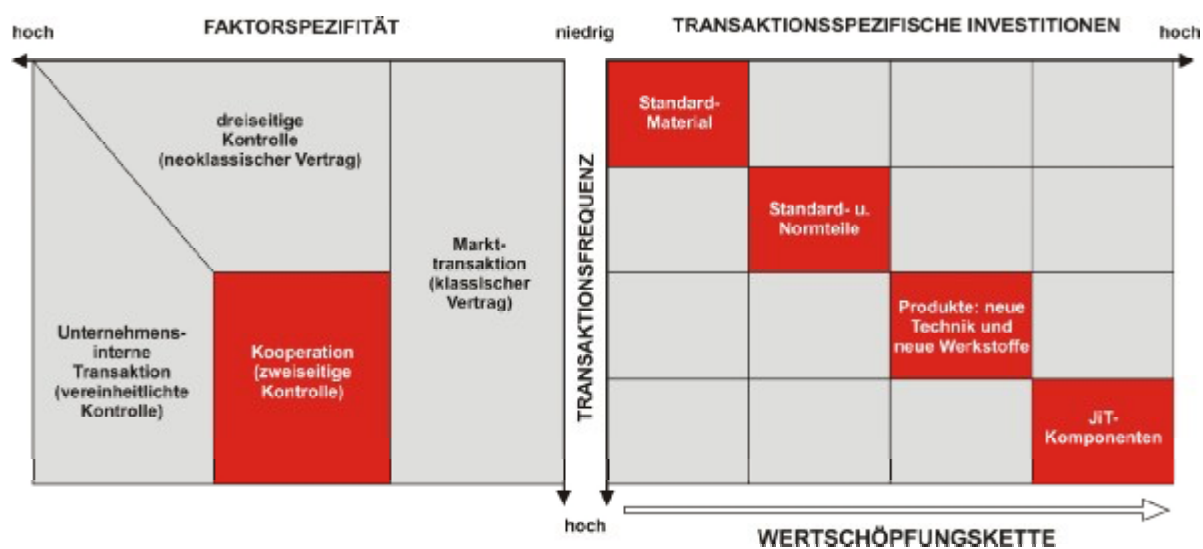 hoch
FAKTORSPEZIFITÄT
niedrig
TRANSAKTIONSSPEZIFISCHE INVESTITIONEN
hoch
dreiseitige
Kontrolle
(neoklassischer Vertrag)
Markt-
transaktion
(klassischer
Vertrag)
Unternehmens-
interne
Transaktion
(vereinheitlichte
Kontrolle)
Kooperation
(zweiseitige
Kontrolle)
TRANSAKTIONSFREQUENZ
hoch
Standard-
Material
Standard- u.
Normteile
Produkte: neue
Technik und
neue Werkstoffe
JiT-
Komponenten
WERTSCHÖPFUNGSKETTE